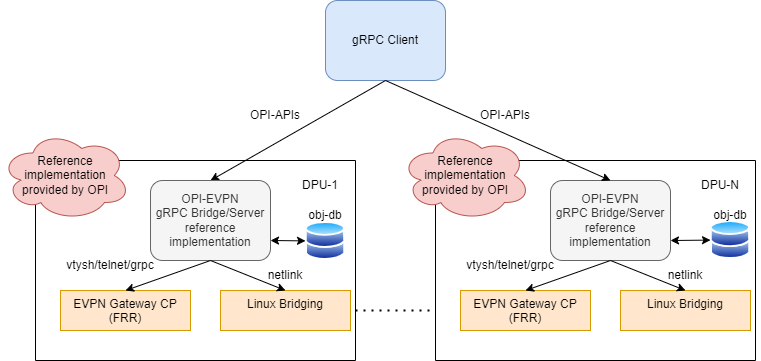 gRPC Client
OPI-APIs
OPI-APIs
Reference
implementation
provided by OPI
DPU-1
OPI-EVPN
gRPC Bridge/Server
reference
implementation
obj-db
vtysh/telnet/grpc
netlink
EVPN Gateway CP
(FRR)
Linux Bridging
Reference
implementation
provided by OPI
DPU-N
OPI-EVPN
gRPC Bridge/Server
reference
implementation
obj-db
vtysh/telnet/grpc
netlink
EVPN Gateway CP
(FRR)
Linux Bridging